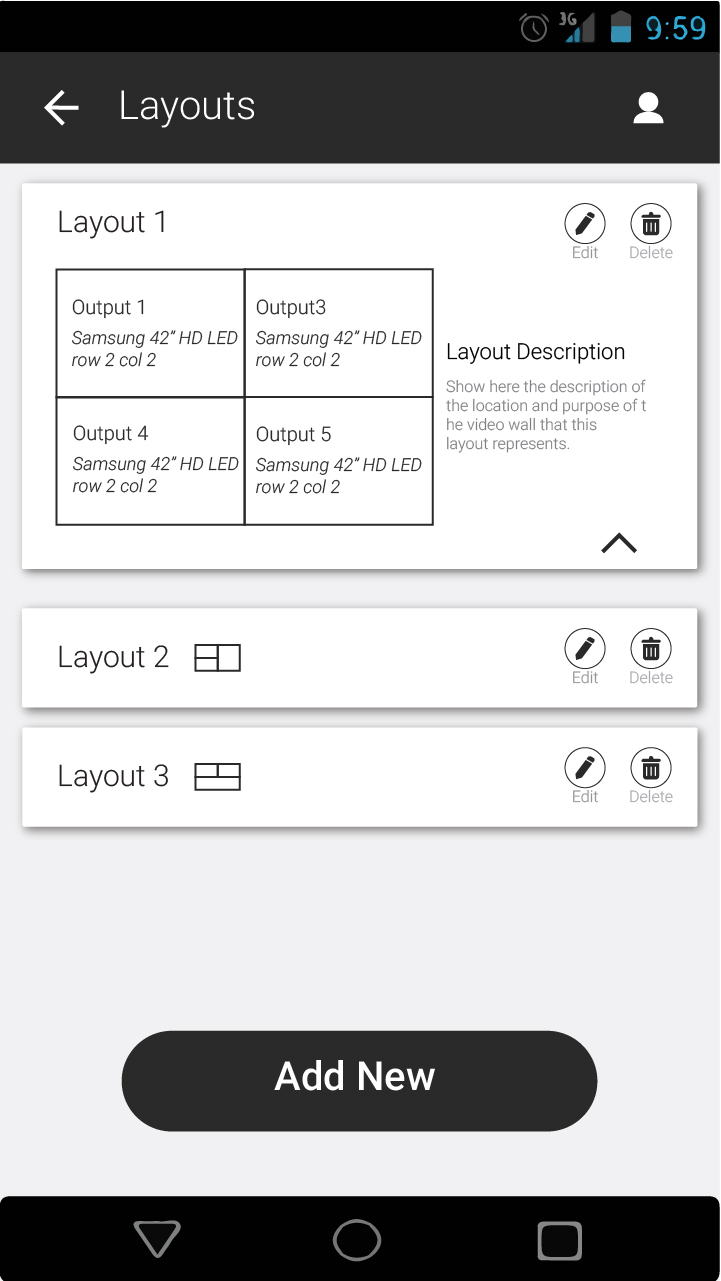 3G
9:59
Layouts
Layout 1
Edit
Delete
Output 1
Samsung 42” HD LED
row 2 col 2
Output3
Samsung 42” HD LED
row 2 col 2
Output 4
Samsung 42” HD LED
row 2 col 2
Output 5
Samsung 42” HD LED
row 2 col 2
Layout Description
Show here the description of
the location and purpose of t
he video wall that this
layout represents.
Layout 2
Edit
Delete
Layout 3
Edit
Delete
Add New